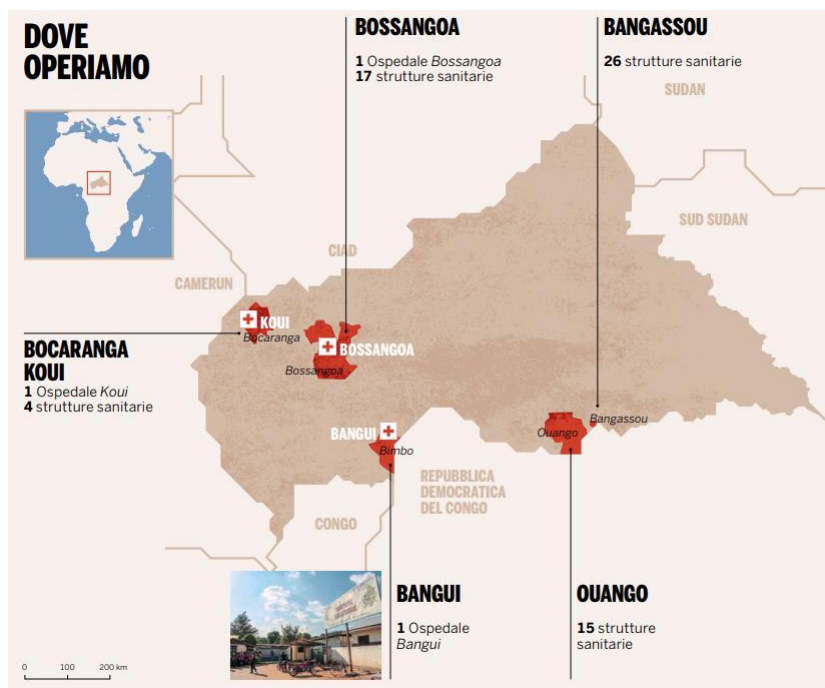 DOVE
OPERIAMO
BOSSANGOA
1 Ospedale Bossangoa
17 strutture sanitarie
BANGASSOU
26 strutture sanitarie
SUDAN
SUD SUDAN
CIAD
CAMERUN
KOUI
Bocaranga
BOCARANGA
KOUI
1 Ospedale Koui
4 strutture sanitarie
BOSSANGOA
Bossangoa
BANGUI
Bimbo
Ouango
Bangassou
REPUBBLICA
DEMOCRATICA
DEL CONGO
CONGO
BANGUI
1 Ospedale
Bangui
OUANGO
15 strutture
sanitarie
0 100 200 km